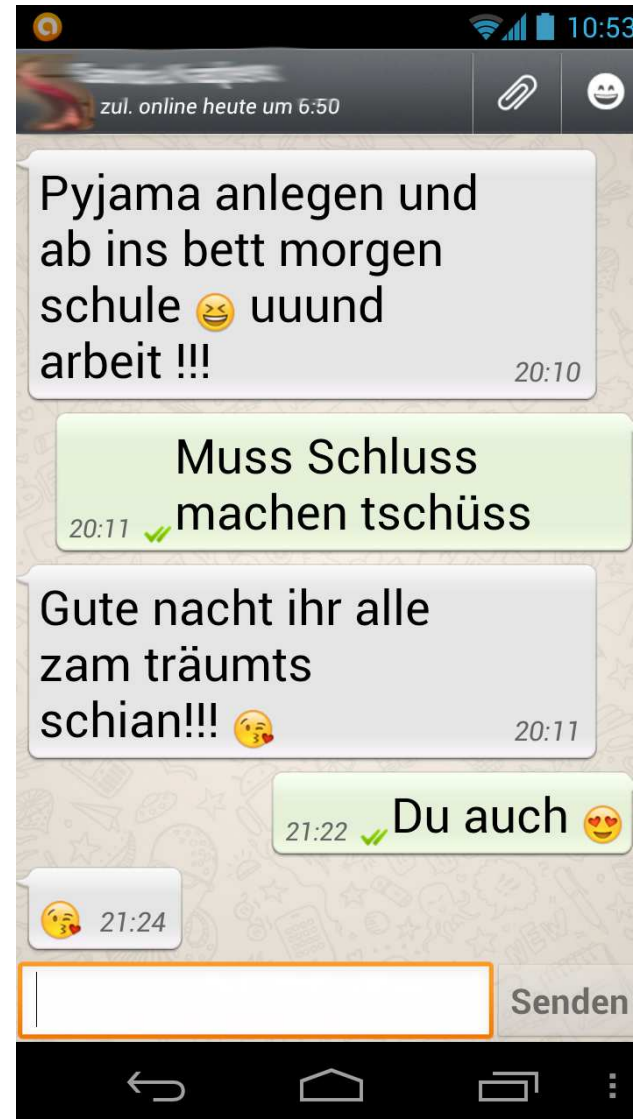 10:53
zul. online heute um 6:50
Pyjama anlegen und
ab ins bett morgen
schule 😆 uuund
arbeit !!!
20:10
Muss Schluss
machen tschüss
20:11
Gute nacht ihr alle
zam träumts
schian!!! 😘
20:11
Du auch 😍
21:22
😘 21:24
Senden